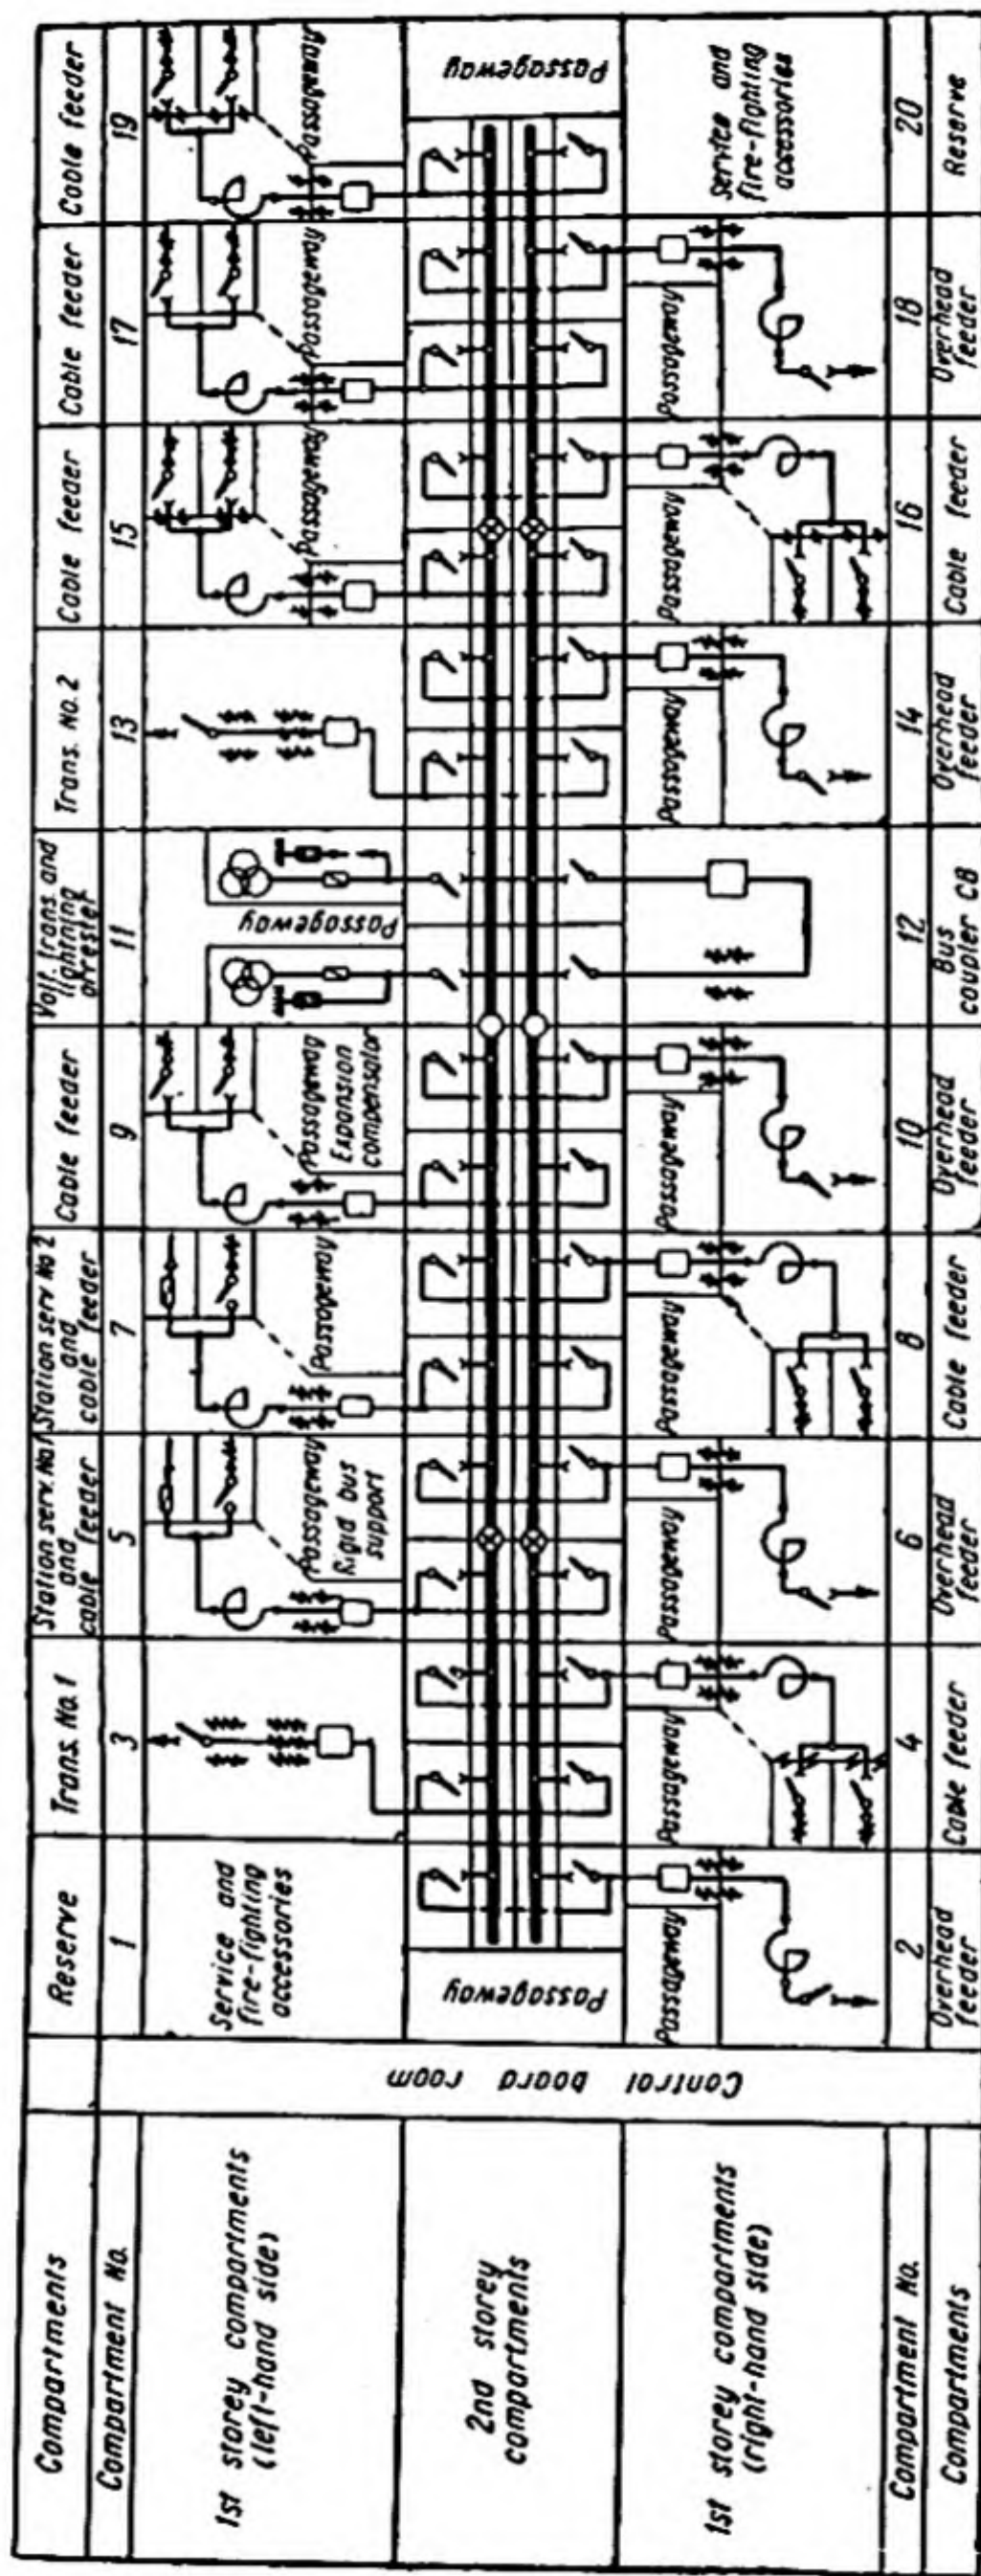 Compartments
Reserve
Trans. No1
Station serv. No1
and
cable feeder
Station serv No 2
and
cable feeder
Cable feeder
Volt. trans. and
lightning
arrester
Trans. No. 2
Cable feeder
Cable feeder
Cable feeder
Compartment No.
1
3
5
7
9
11
13
15
17
19
1st storey compartments
(left-hand side)
Service and
fire-fighting
accessories
Passageway
Rigid bus
support
Passageway
Passageway
Expansion
compensator
Passageway
Passageway
Passageway
Passageway
Control board room
2nd storey
compartments
Passageway
Passageway
1st storey compartments
(right-hand side)
Passageway
Passageway
Passageway
Passageway
Passageway
Passageway
Passageway
Passageway
Service and
fire-fighting
accessories
Compartment No.
2
4
6
8
10
12
14
16
18
20
Compartments
Overhead
feeder
Cable feeder
Overhead
feeder
Cable feeder
Overhead
feeder
Bus
coupler CB
Overhead
feeder
Cable feeder
Overhead
feeder
Reserve